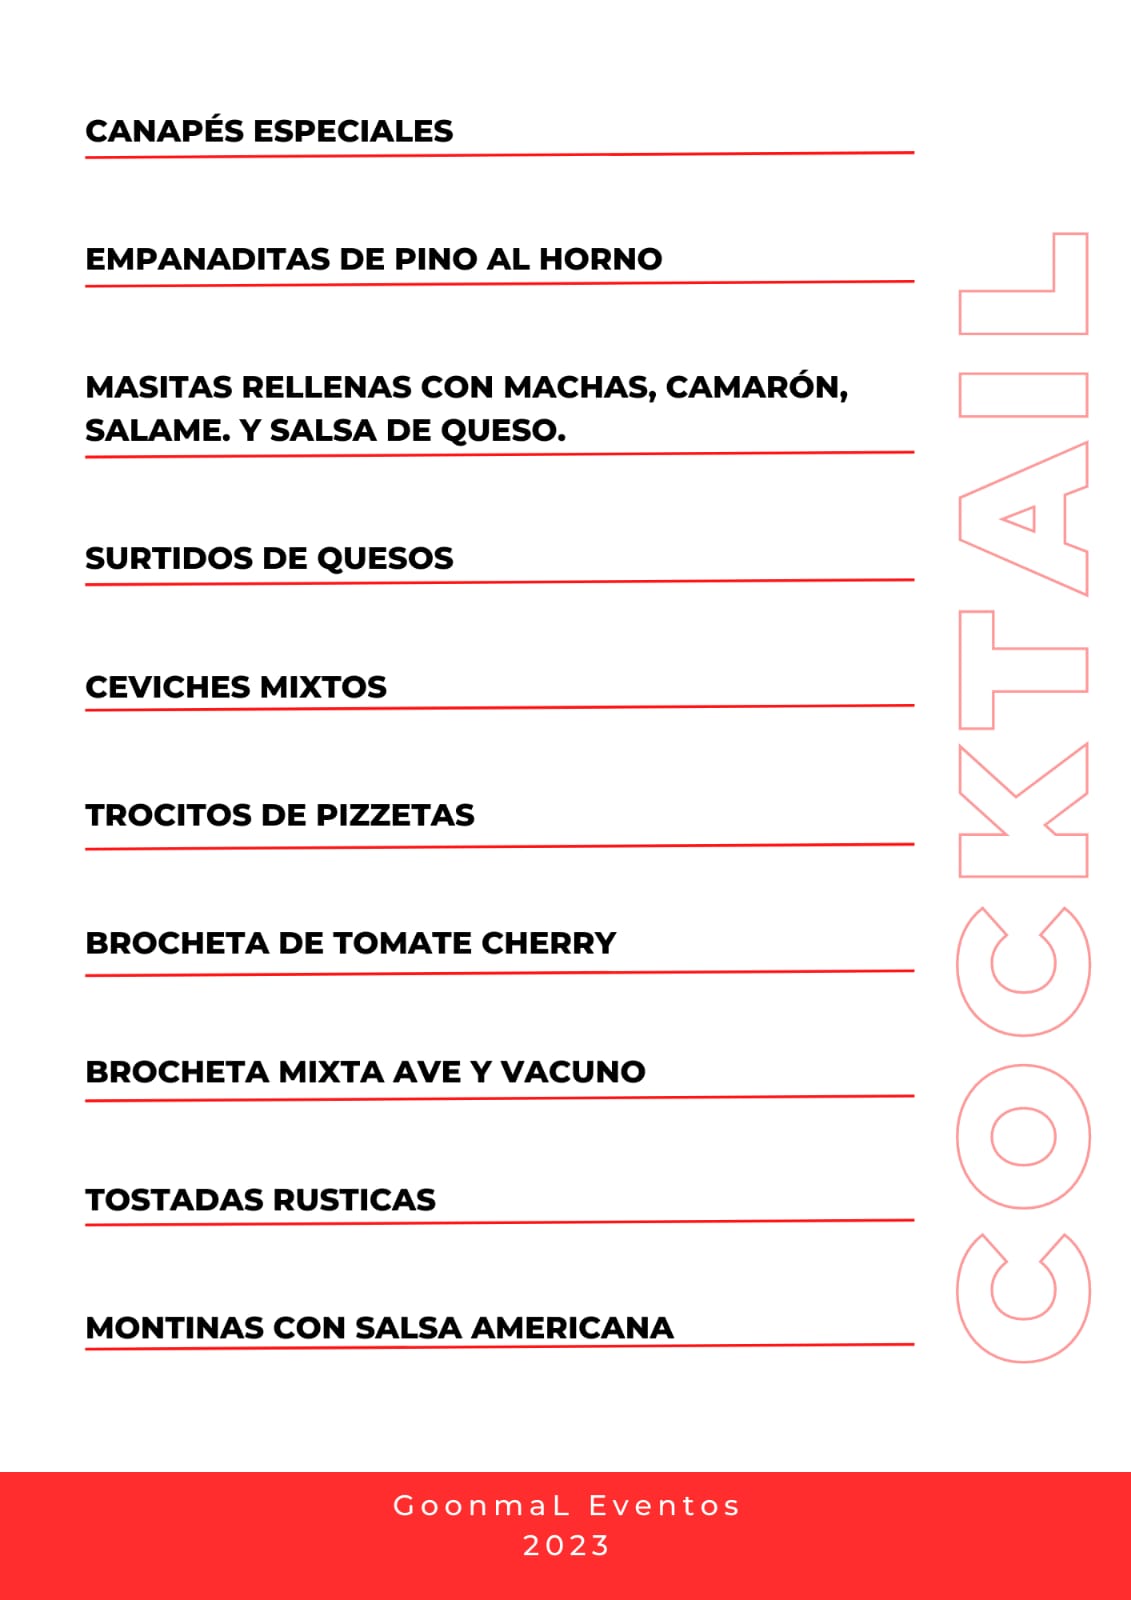 CANAPÉS ESPECIALES
EMPANADITAS DE PINO AL HORNO
MASITAS RELLENAS CON MACHAS, CAMARÓN,
SALAME. Y SALSA DE QUESO.
SURTIDOS DE QUESOS
CEVICHES MIXTOS
TROCITOS DE PIZZETAS
BROCHETA DE TOMATE CHERRY
BROCHETA MIXTA AVE Y VACUNO
TOSTADAS RUSTICAS
MONTINAS CON SALSA AMERICANA
COCKTAIL
GoonmaL Eventos
2023